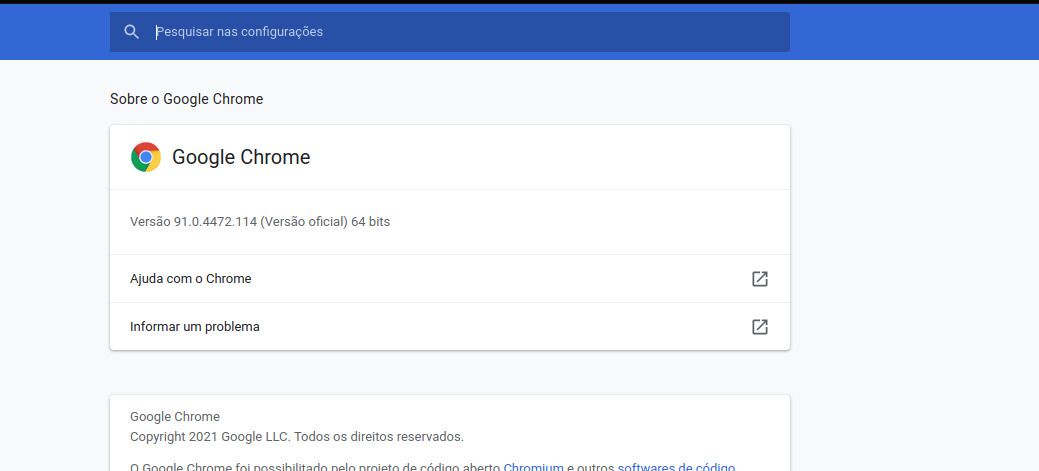 Pesquisar nas configurações
Sobre o Google Chrome
Google Chrome
Versão 91.0.4472.114 (Versão oficial) 64 bits
Ajuda com o Chrome
Informar um problema
Google Chrome
Copyright 2021 Google LLC. Todos os direitos reservados.
O Google Chrome foi possibilitado pelo projeto de código aberto Chromium e outros softwares de código